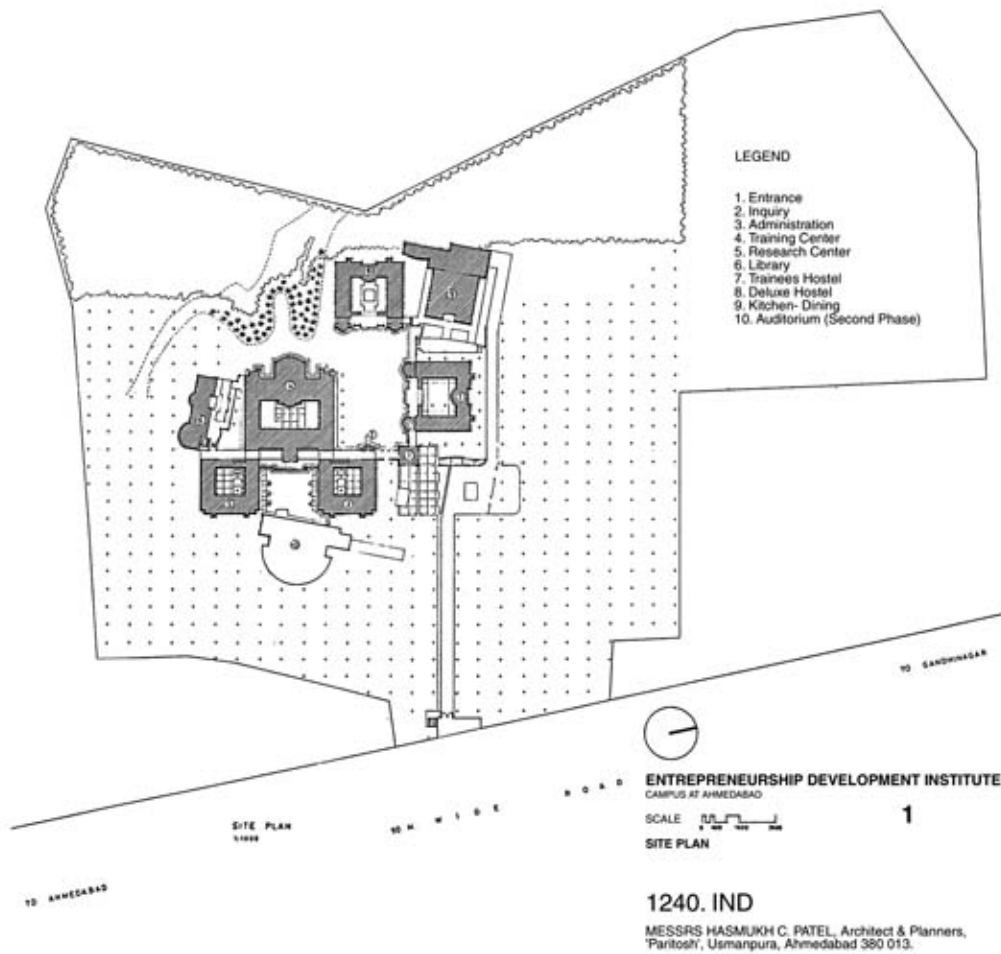 LEGEND
1. Entrance
2. Inquiry
3. Administration
4. Training Center
5. Research Center
6. Library
7. Trainees Hostel
8. Deluxe Hostel
9. Kitchen- Dining
10. Auditorium (Second Phase)
TO GANDHINAGAR
ENTREPRENEURSHIP DEVELOPMENT INSTITUTE
CAMPUS AT AHMEDABAD
SCALE
1
SITE PLAN
SITE PLAN
M WIDE ROAD
TO AHMEDABAD
1240. IND
MESSRS HASMUKH C. PATEL, Architect & Planners,
'Paritosh', Usmanpura, Ahmedabad 380 013.